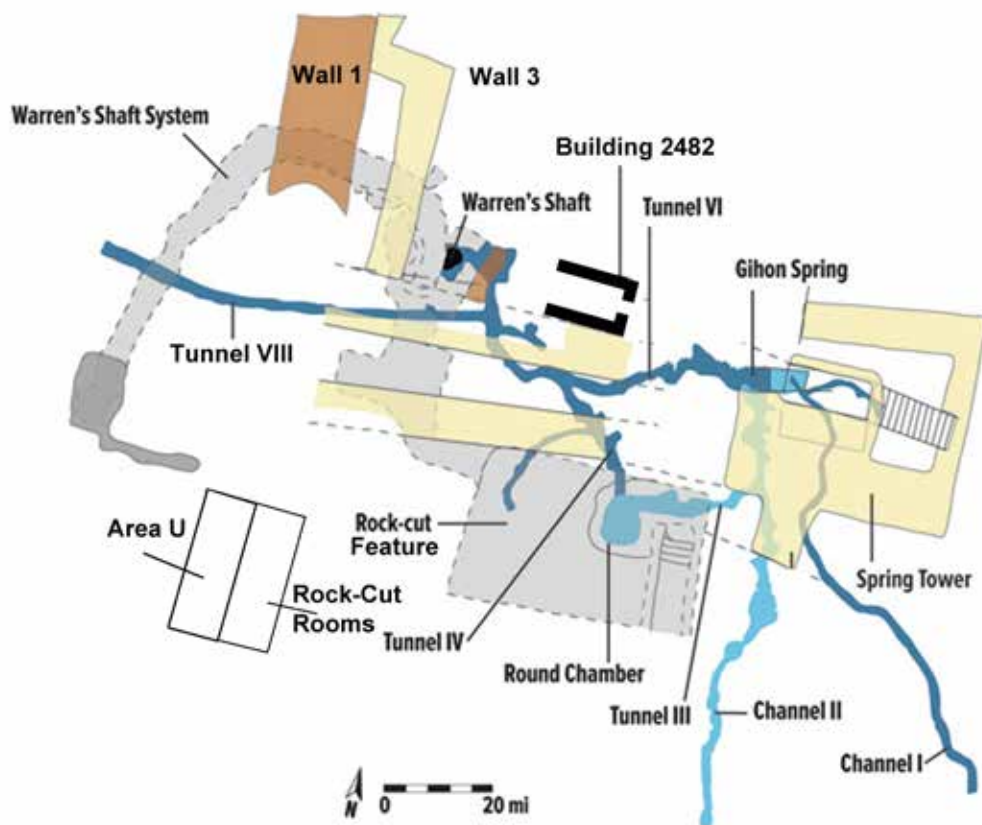 Wall 1
Wall 3
Warren's Shaft System
Building 2482
Warren's Shaft
Tunnel VI
Gihon Spring
Tunnel VIII
Area U
Rock-cut
Feature
Rock-Cut
Rooms
Spring Tower
Tunnel IV
Round Chamber
Tunnel III
Channel II
Channel I
N
0
20 mi